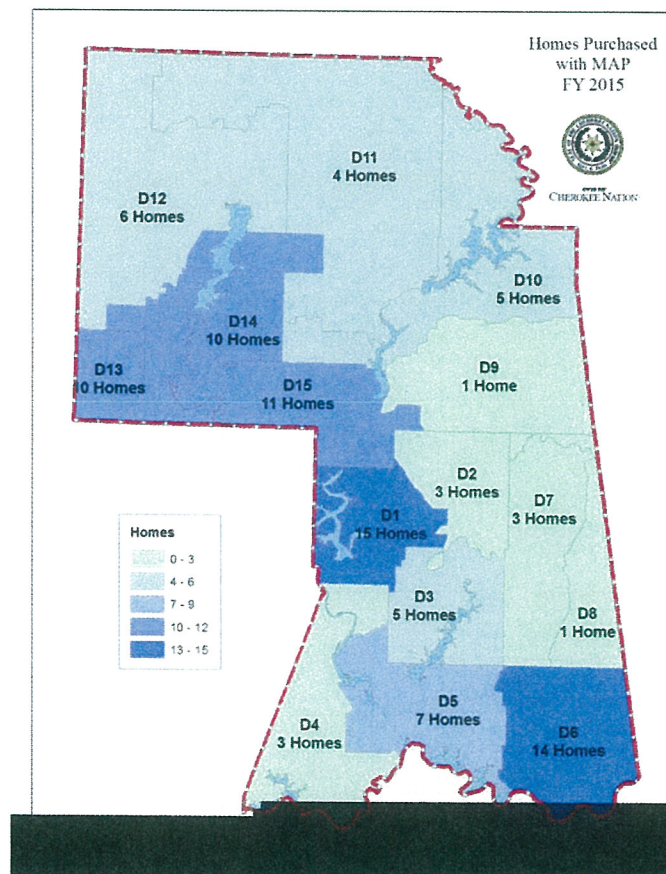 Homes Purchased
with MAP
FY 2015
CHEROKEE NATION
D11
4 Homes
D12
6 Homes
D10
5 Homes
D14
10 Homes
D13
10 Homes
D15
11 Homes
D9
1 Home
D2
3 Homes
D7
3 Homes
D1
15 Homes
Homes
0 - 3
4 - 6
7 - 9
10 - 12
13 - 15
D3
5 Homes
D8
1 Home
D5
7 Homes
D4
3 Homes
D6
14 Homes